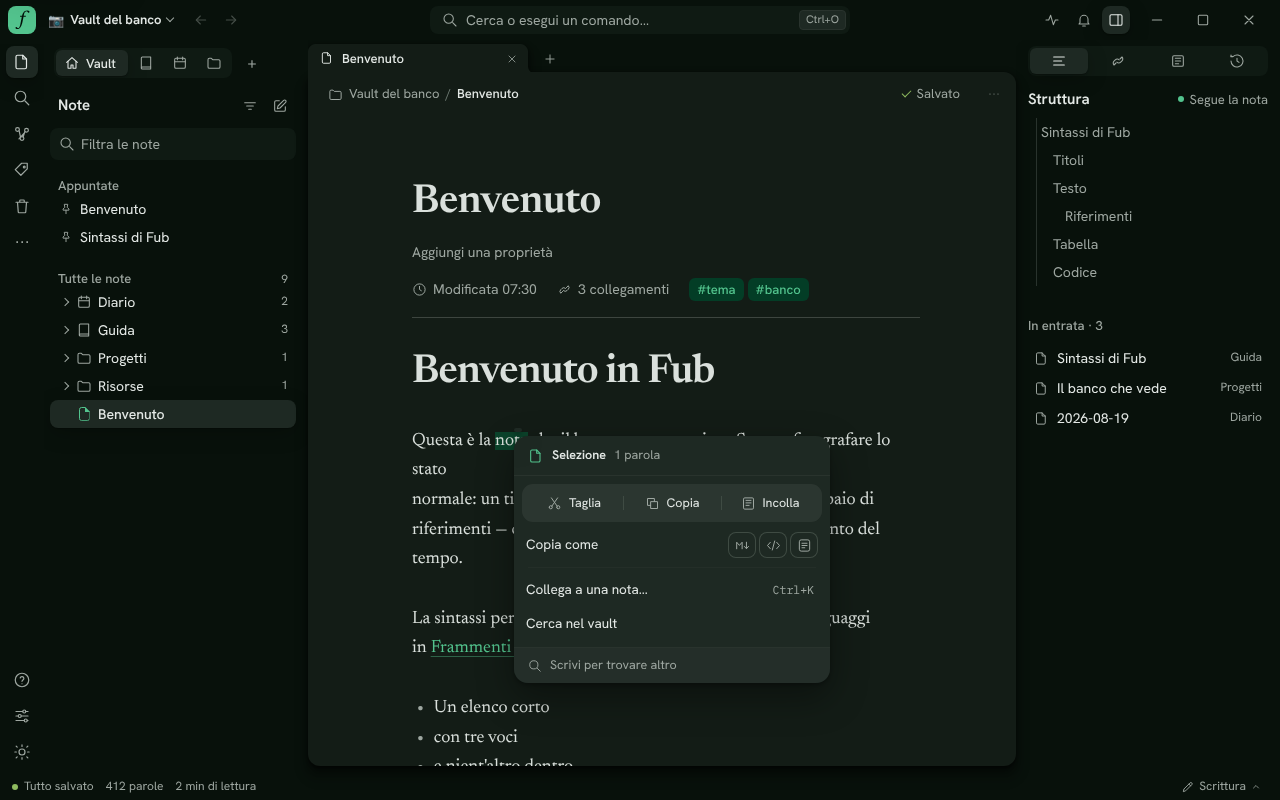 Vault del banco
Cerca o esegui un comando...
Ctrl+O
Vault
Note
Filtra le note
Appuntate
Benvenuto
Sintassi di Fub
Tutte le note 9
Diario 2
Guida 3
Progetti 1
Risorse 1
Benvenuto
Tutto salvato 412 parole 2 min di lettura
Benvenuto
Vault del banco / Benvenuto
Salvato
Benvenuto
Aggiungi una proprietà
Modificata 07:30 3 collegamenti #tema #banco
Benvenuto in Fub
Questa è la
stato
normale: un
riferimenti —
tempo.
La sintassi per
in Frammenti
Un elenco corto
con tre voci
e nient'altro dentro
Selezione 1 parola
Taglia Copia Incolla
Copia come M↓ </>
Collega a una nota... Ctrl+K
Cerca nel vault
Scrivi per trovare altro
Struttura Segue la nota
Sintassi di Fub
Titoli
Testo
Riferimenti
Tabella
Codice
In entrata · 3
Sintassi di Fub Guida
Il banco che vede Progetti
2026-08-19 Diario
Scrittura